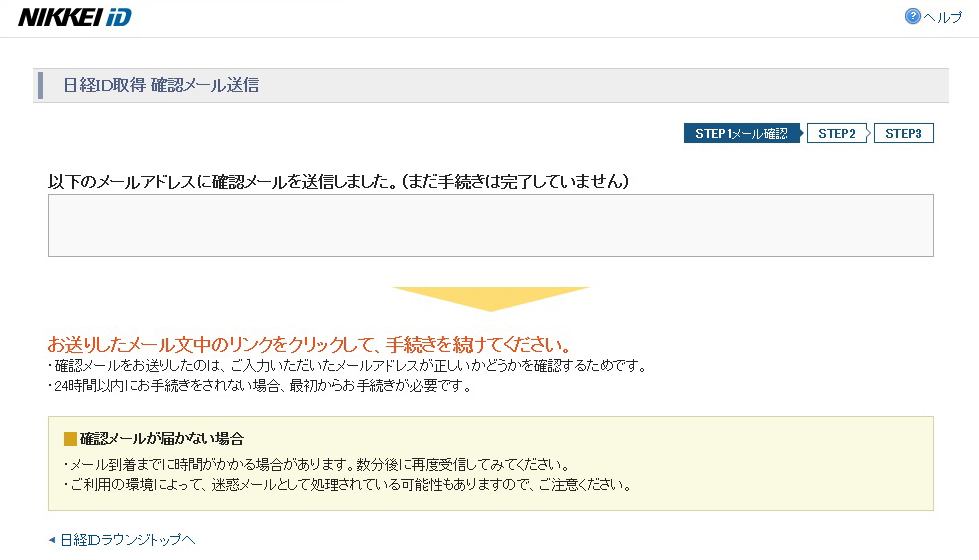 NIKKEI iD
?ヘルプ
日経ID取得 確認メール送信
STEP1メール確認 STEP2 STEP3
以下のメールアドレスに確認メールを送信しました。(まだ手続きは完了していません)
お送りしたメール文中のリンクをクリックして、手続きを続けてください。
・確認メールをお送りしたのは、ご入力いただいたメールアドレスが正しいかどうかを確認するためです。
・24時間以内にお手続きをされない場合、最初からお手続きが必要です。
■確認メールが届かない場合
・メール到着までに時間がかかる場合があります。数分後に再度受信してみてください。
・ご利用の環境によって、迷惑メールとして処理されている可能性もありますので、ご注意ください。
日経IDラウンジトップへ